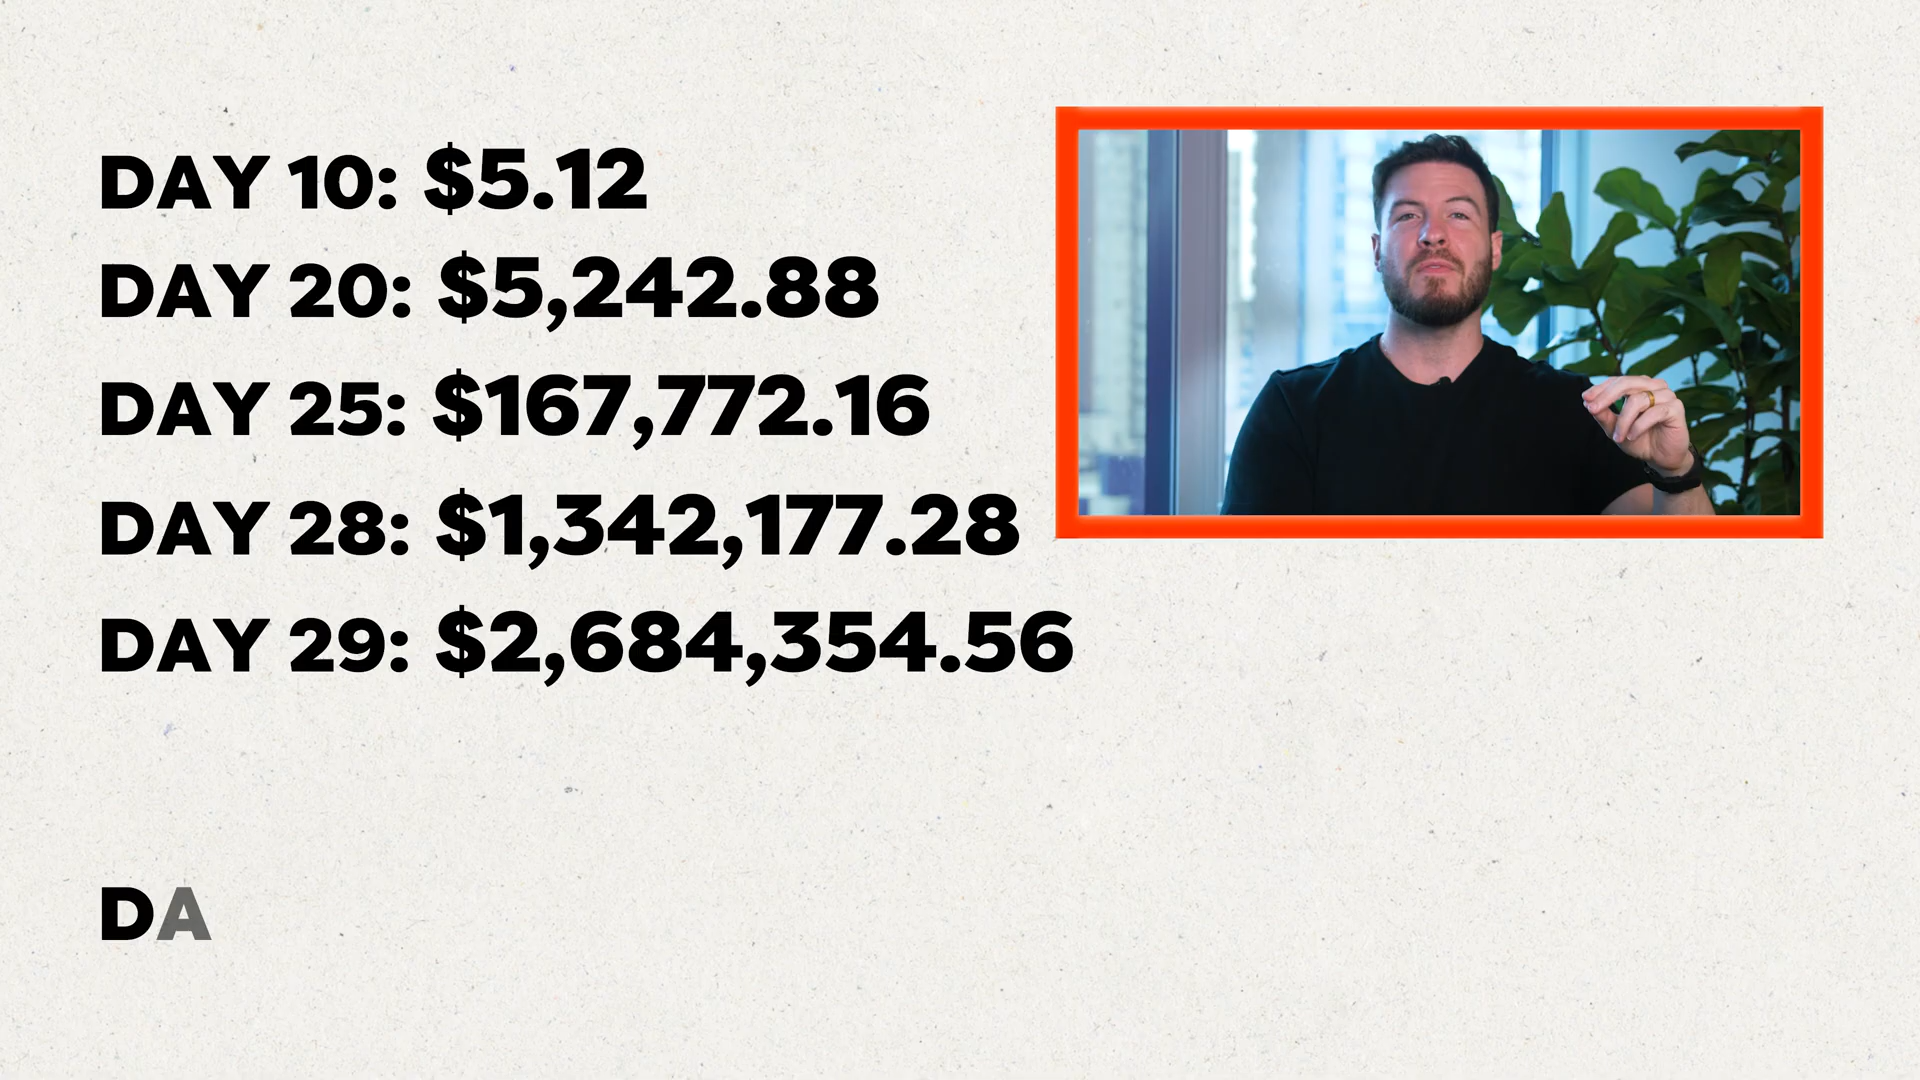 DAY 10: $5.12
DAY 20: $5,242.88
DAY 25: $167,772.16
DAY 28: $1,342,177.28
DAY 29: $2,684,354.56
DA